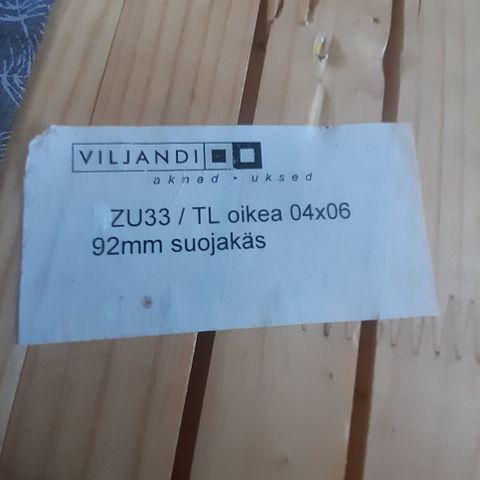 VILJANDI
aknad • uksed
ZU33 / TL oikea 04x06
92mm suojakäs